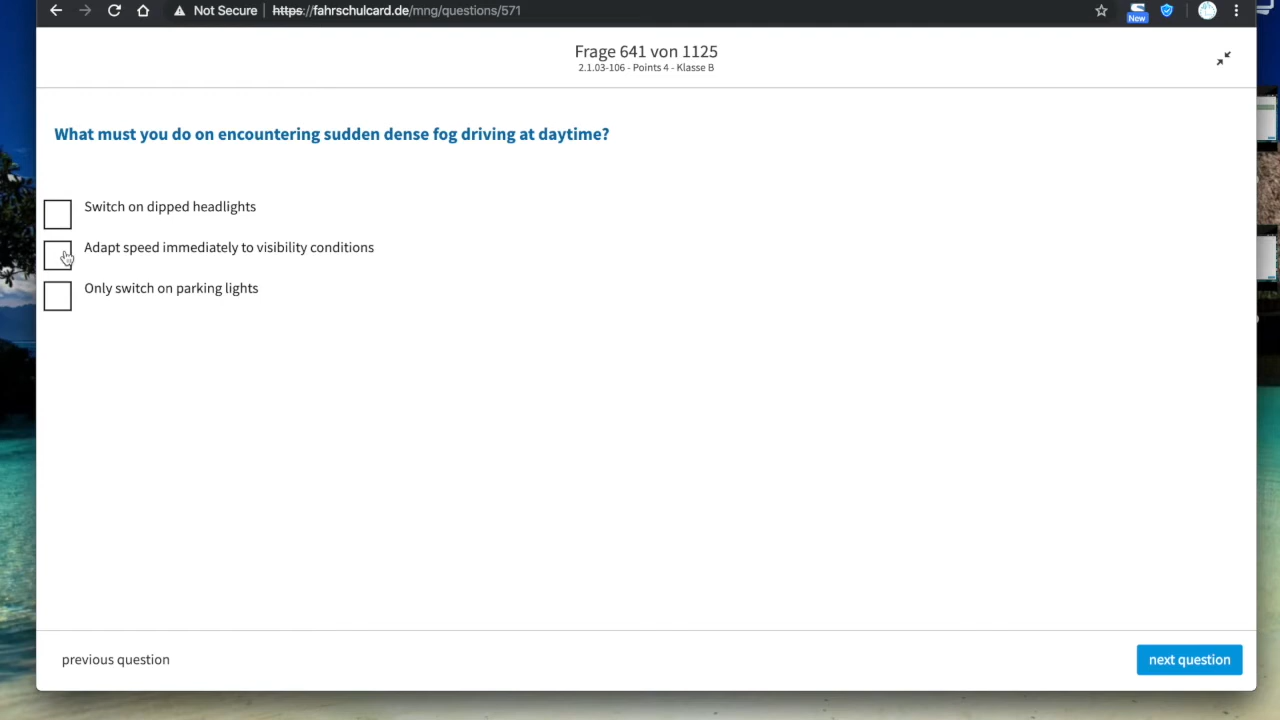 Not Secure | https://fahrschulcard.de/mng/questions/571
New
Frage 641 von 1125
2.1.03-106 - Points 4 - Klasse B
What must you do on encountering sudden dense fog driving at daytime?
Switch on dipped headlights
Adapt speed immediately to visibility conditions
Only switch on parking lights
previous question
next question